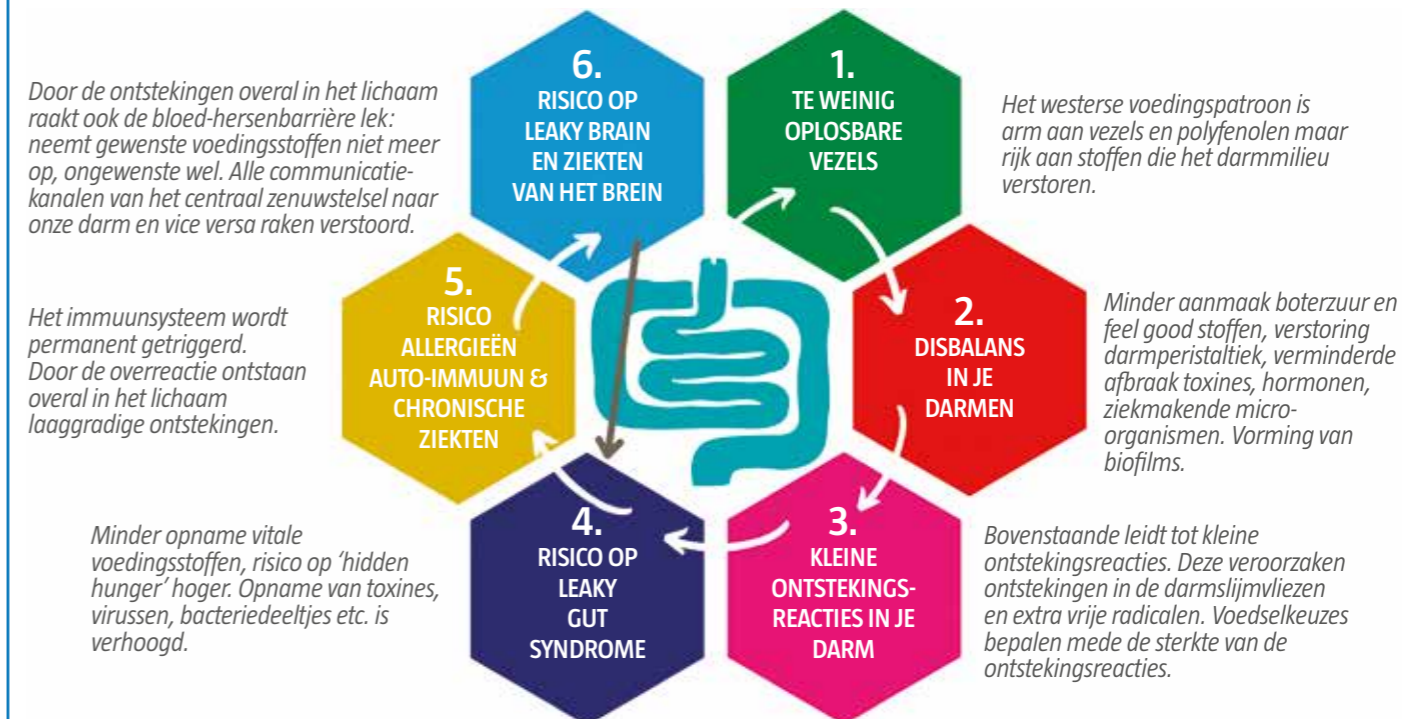 1.
TE WEINIG
OPLOSBARE
VEZELS
Het westerse voedingspatroon is
arm aan vezels en polyfenolen maar
rijk aan stoffen die het darmmilieu
verstoren.
2.
DISBALANS
IN JE
DARMEN
Minder aanmaak boterzuur en
feel good stoffen, verstoring
darmperistaltiek, verminderde
afbraak toxines, hormonen,
ziekmakende micro-
organismen. Vorming van
biofilms.
3.
KLEINE
ONTSTEKINGS-
REACTIES IN JE
DARM
Bovenstaande leidt tot kleine
ontstekingsreacties. Deze veroorzaken
ontstekingen in de darmslijmvliezen
en extra vrije radicalen. Voedselkeuzes
bepalen mede de sterkte van de
ontstekingsreacties.
4.
RISICO OP
LEAKY
GUT
SYNDROME
Minder opname vitale
voedingsstoffen, risico op ‘hidden
hunger’ hoger. Opname van toxines,
virussen, bacteriedeeltjes etc. is
verhoogd.
5.
RISICO
ALLERGIEËN
AUTO-IMMUUN &
CHRONISCHE
ZIEKTEN
Het immuunsysteem wordt
permanent getriggerd.
Door de overreactie ontstaan
overal in het lichaam
laaggradige ontstekingen.
6.
RISICO OP
LEAKY BRAIN
EN ZIEKTEN
VAN HET BREIN
Door de ontstekingen overal in het lichaam
raakt ook de bloed-hersenbarrière lek:
neemt gewenste voedingsstoffen niet meer
op, ongewenste wel. Alle communicatie-
kanalen van het centraal zenuwstelsel naar
onze darm en vice versa raken verstoord.